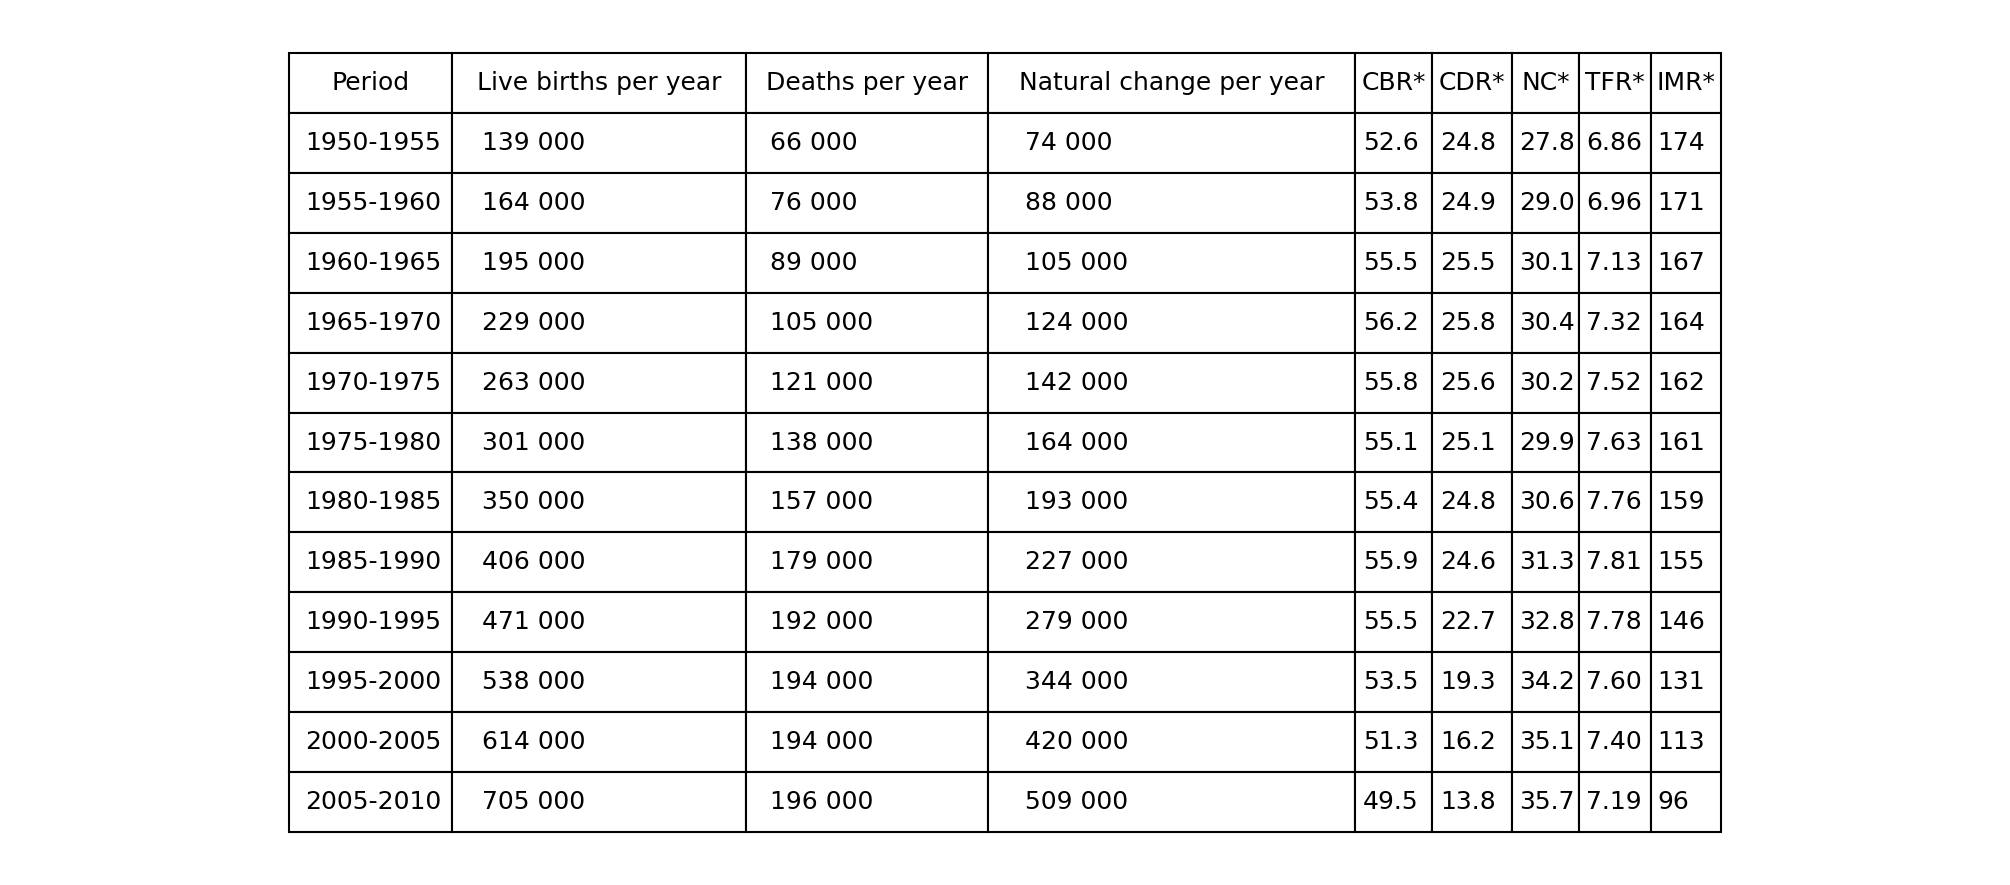 Period Live births per year Deaths per year Natural change per year CBR* CDR* NC* TFR* IMR*
1950-1955 139 000 66 000 74 000 52.6 24.8 27.8 6.86 174
1955-1960 164 000 76 000 88 000 53.8 24.9 29.0 6.96 171
1960-1965 195 000 89 000 105 000 55.5 25.5 30.1 7.13 167
1965-1970 229 000 105 000 124 000 56.2 25.8 30.4 7.32 164
1970-1975 263 000 121 000 142 000 55.8 25.6 30.2 7.52 162
1975-1980 301 000 138 000 164 000 55.1 25.1 29.9 7.63 161
1980-1985 350 000 157 000 193 000 55.4 24.8 30.6 7.76 159
1985-1990 406 000 179 000 227 000 55.9 24.6 31.3 7.81 155
1990-1995 471 000 192 000 279 000 55.5 22.7 32.8 7.78 146
1995-2000 538 000 194 000 344 000 53.5 19.3 34.2 7.60 131
2000-2005 614 000 194 000 420 000 51.3 16.2 35.1 7.40 113
2005-2010 705 000 196 000 509 000 49.5 13.8 35.7 7.19 96